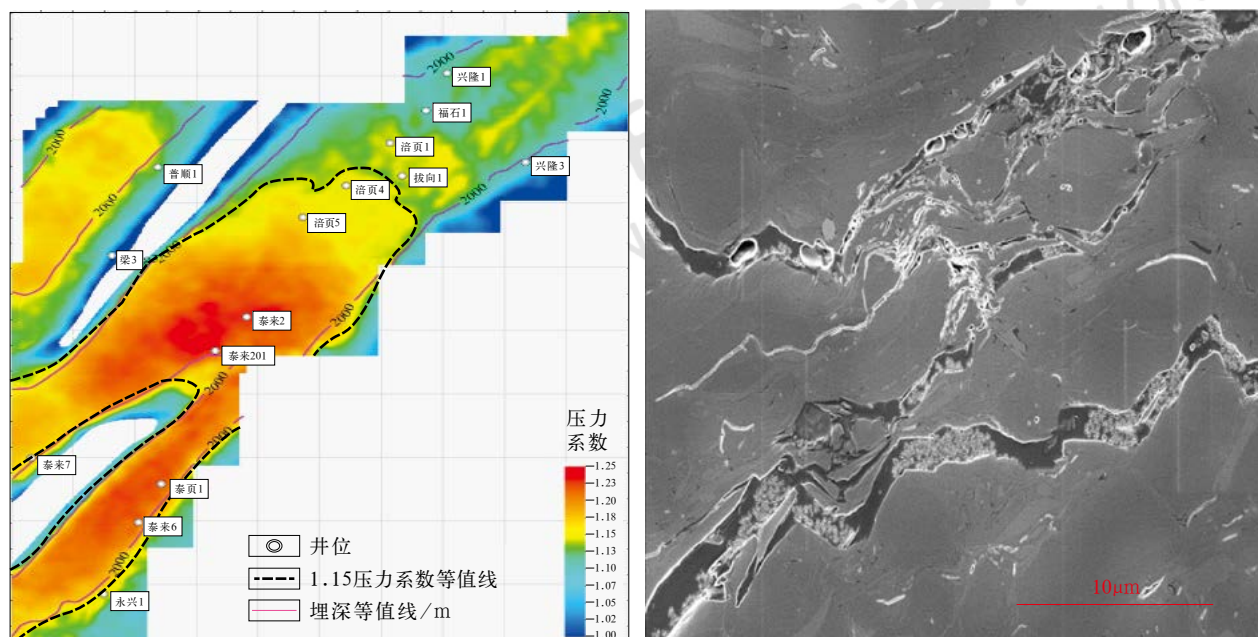 2000
兴隆1
福石1
2000
2000
涪页1
兴隆3
普顺1
拔向1
涪页4
2000
2000
涪页5
2000
梁3
泰来2
2000
泰来201
2000
压力
系数
2000
泰来7
1.25
1.23
泰页1
1.20
1.18
泰来6
1.15
2000
1.13
井位
1.10
1.07
1.15压力系数等值线
1.05
永兴1
1.02
埋深等值线/m
1.00
10μm